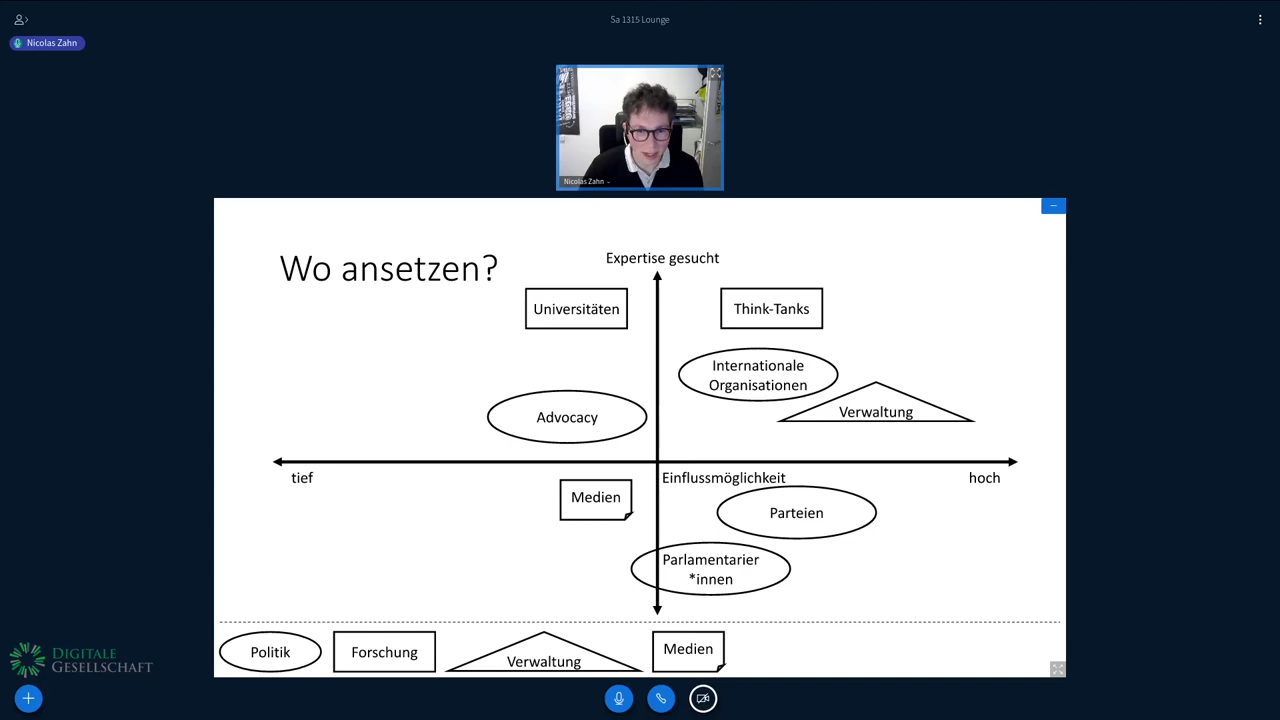 Sa 1315 Lounge
Nicolas Zahn
Nicolas Zahn
Wo ansetzen?
Expertise gesucht
Universitäten
Think-Tanks
Internationale
Organisationen
Verwaltung
Advocacy
tief
Einflussmöglichkeit
hoch
Medien
Parteien
Parlamentarier
*innen
Politik
Forschung
Verwaltung
Medien
DIGITALE
GESELLSCHAFT